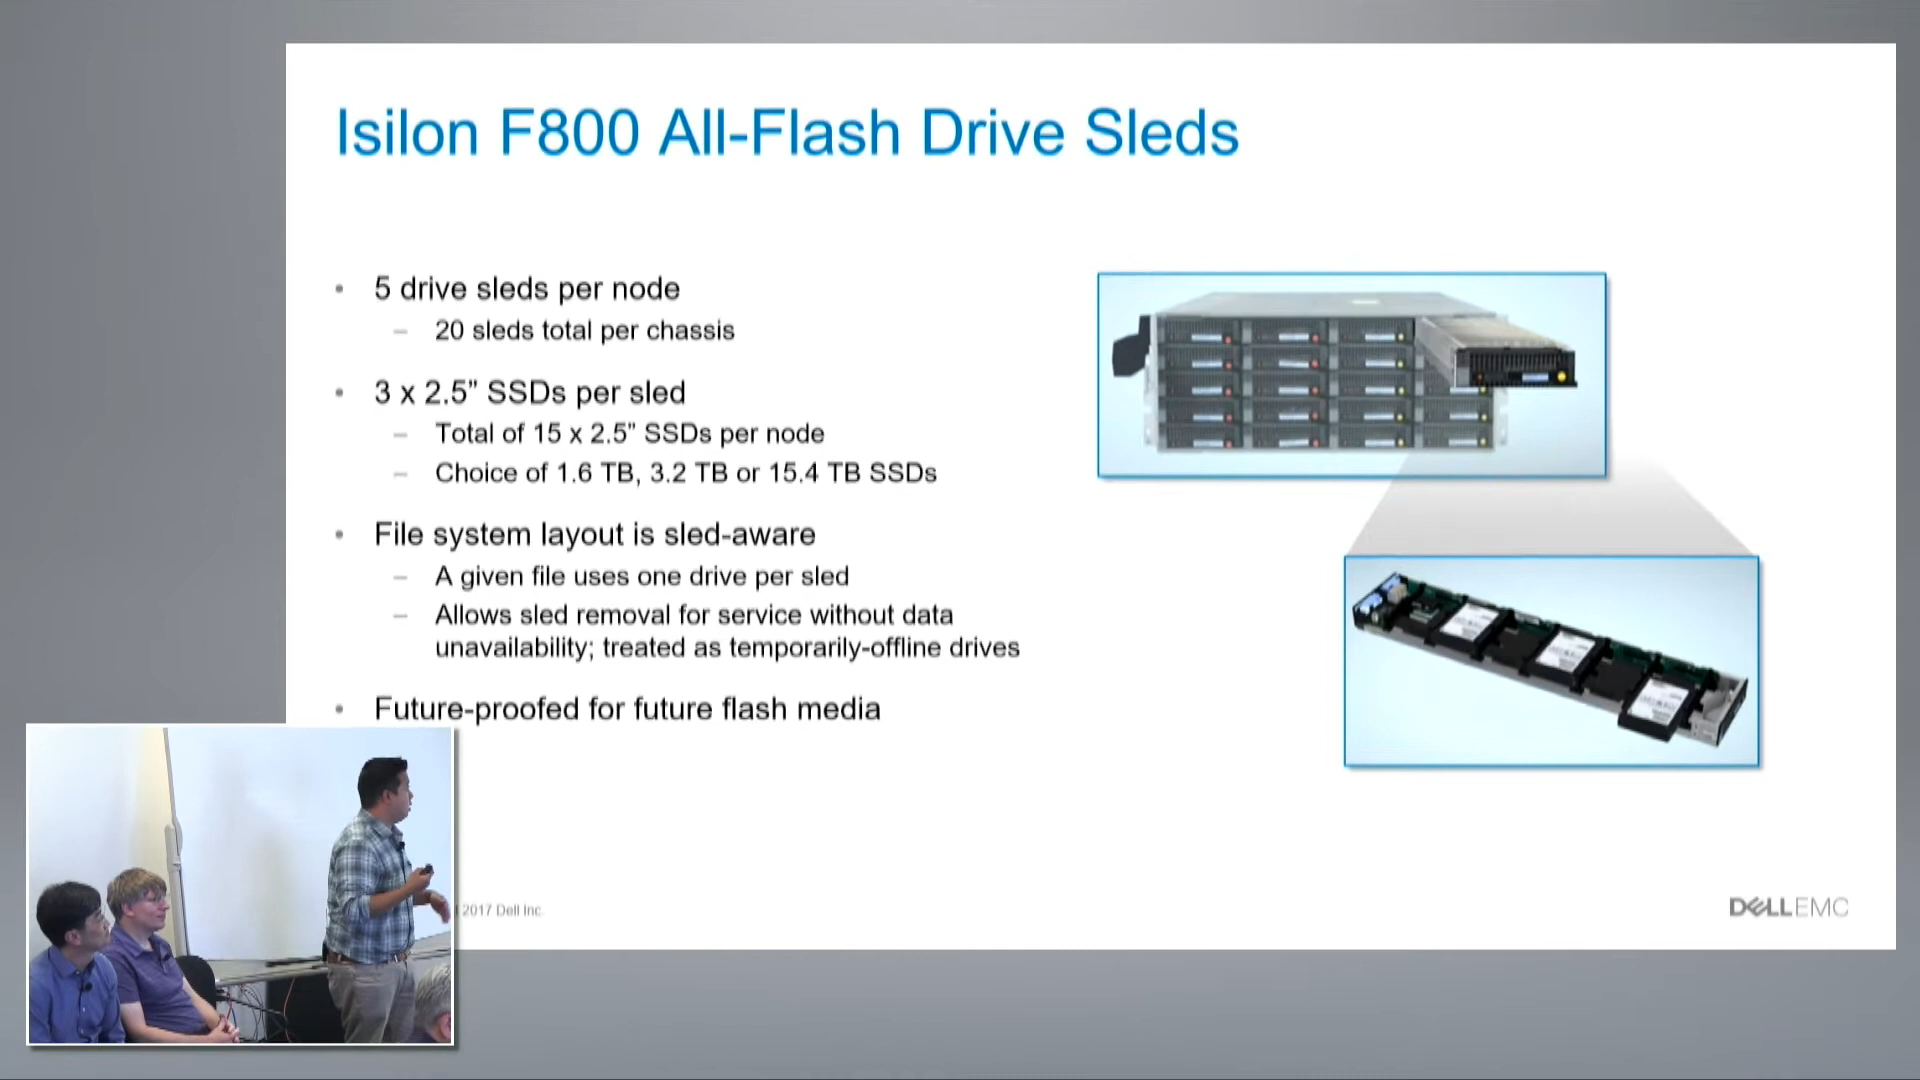 Isilon F800 All-Flash Drive Sleds
• 5 drive sleds per node
– 20 sleds total per chassis
• 3 x 2.5” SSDs per sled
– Total of 15 x 2.5” SSDs per node
– Choice of 1.6 TB, 3.2 TB or 15.4 TB SSDs
• File system layout is sled-aware
– A given file uses one drive per sled
– Allows sled removal for service without data
unavailability; treated as temporarily-offline drives
• Future-proofed for future flash media
2017 Dell Inc.
DELLEMC